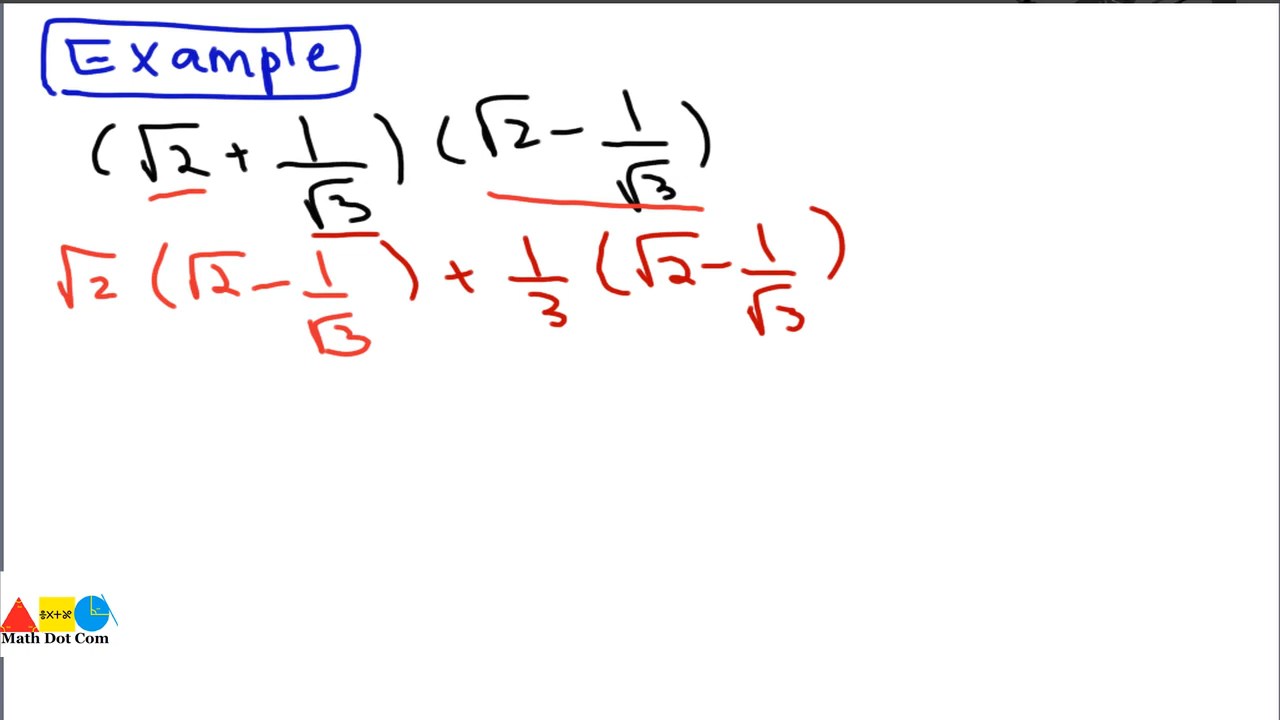 Example
(√2 + 1/√3) (√2 − 1/√3)
√2 (√2 − 1/√3) + 1/3 (√2 − 1/√3)
Math Dot Com